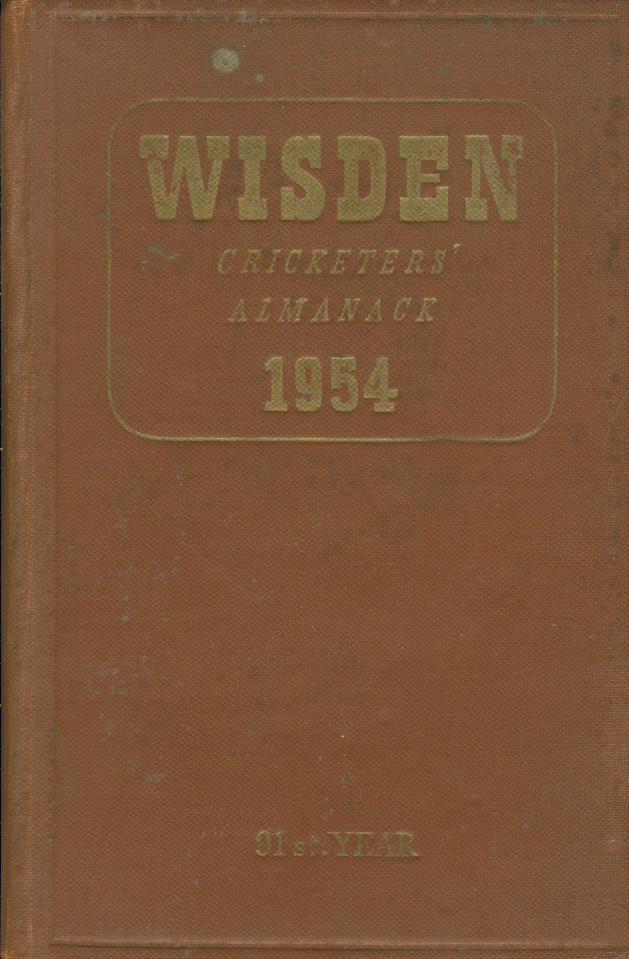 WISDEN
CRICKETERS'
ALMANACK
1954
91st. YEAR